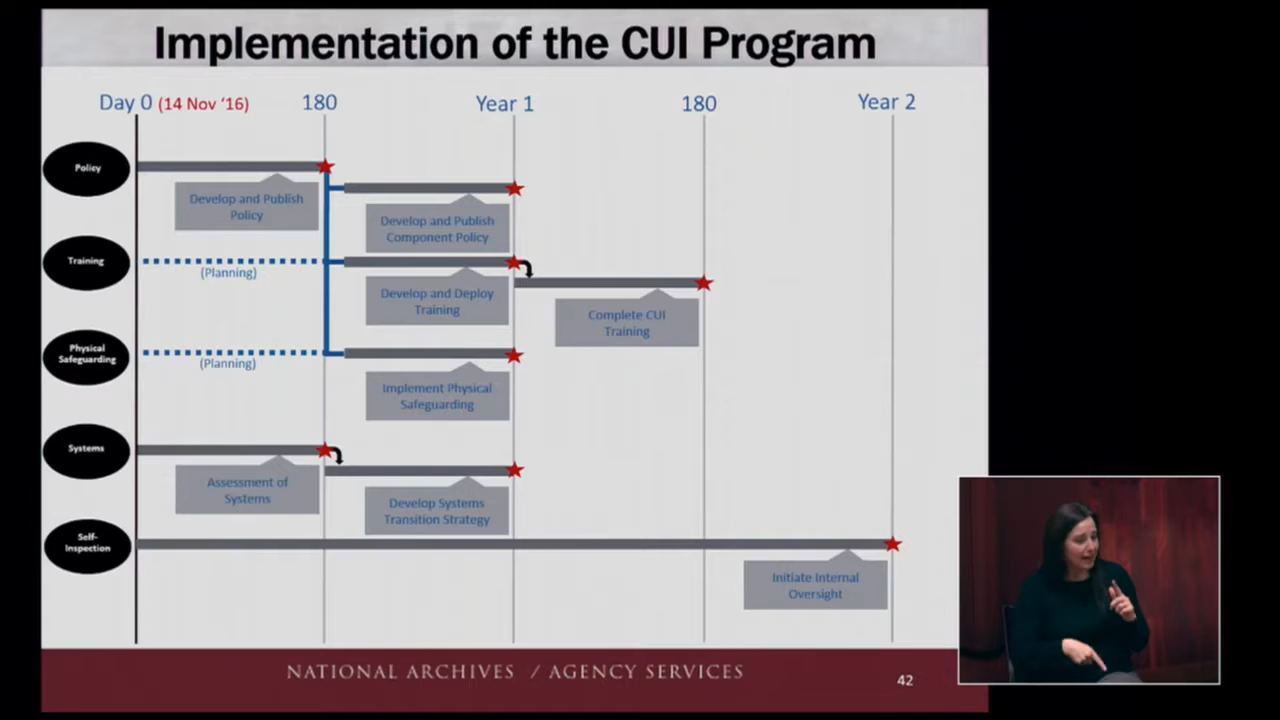 Implementation of the CUI Program
Day 0 (14 Nov ‘16)
180
Year 1
180
Year 2
Policy
Develop and Publish
Policy
Develop and Publish
Component Policy
Training
(Planning)
Develop and Deploy
Training
Complete CUI
Training
Physical
Safeguarding
(Planning)
Implement Physical
Safeguarding
Systems
Assessment of
Systems
Develop Systems
Transition Strategy
Self-
Inspection
Initiate Internal
Oversight
NATIONAL ARCHIVES / AGENCY SERVICES
42